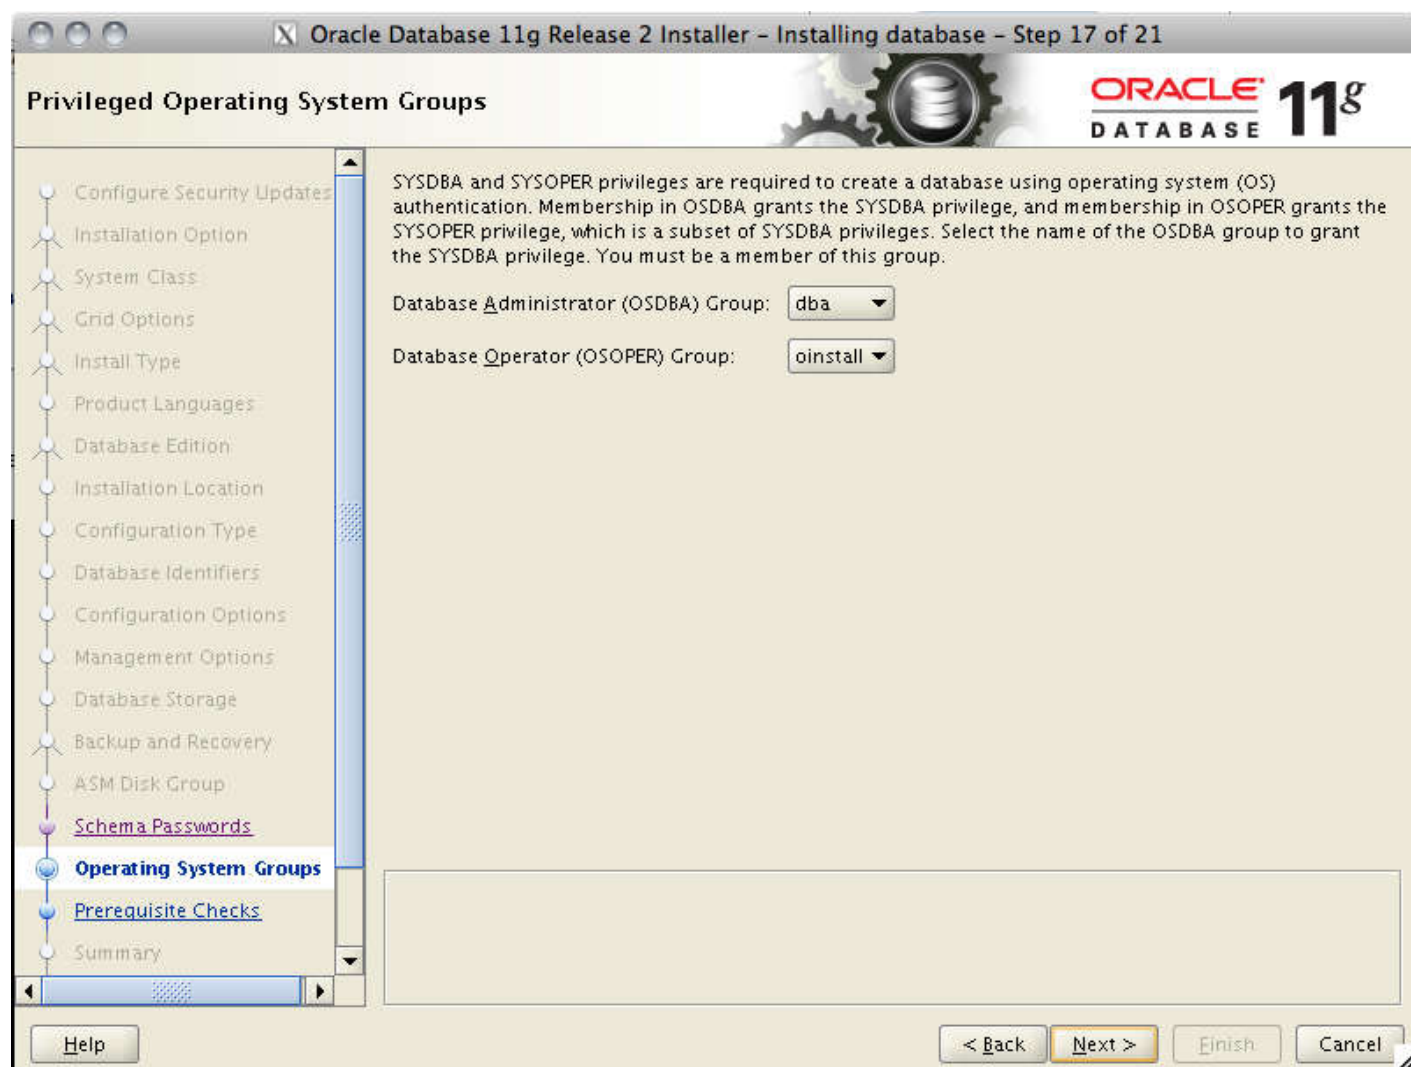 X Oracle Database 11g Release 2 Installer – Installing database – Step 17 of 21
Privileged Operating System Groups
ORACLE 11g
DATABASE
Configure Security Updates
Installation Option
System Class
Grid Options
Install Type
Product Languages
Database Edition
Installation Location
Configuration Type
Database Identifiers
Configuration Options
Management Options
Database Storage
Backup and Recovery
ASM Disk Group
Schema Passwords
Operating System Groups
Prerequisite Checks
Summary
SYSDBA and SYSOPER privileges are required to create a database using operating system (OS)
authentication. Membership in OSDBA grants the SYSDBA privilege, and membership in OSOPER grants the
SYSOPER privilege, which is a subset of SYSDBA privileges. Select the name of the OSDBA group to grant
the SYSDBA privilege. You must be a member of this group.
Database Administrator (OSDBA) Group: dba
Database Operator (OSOPER) Group: oinstall
Help
< Back
Next >
Finish
Cancel